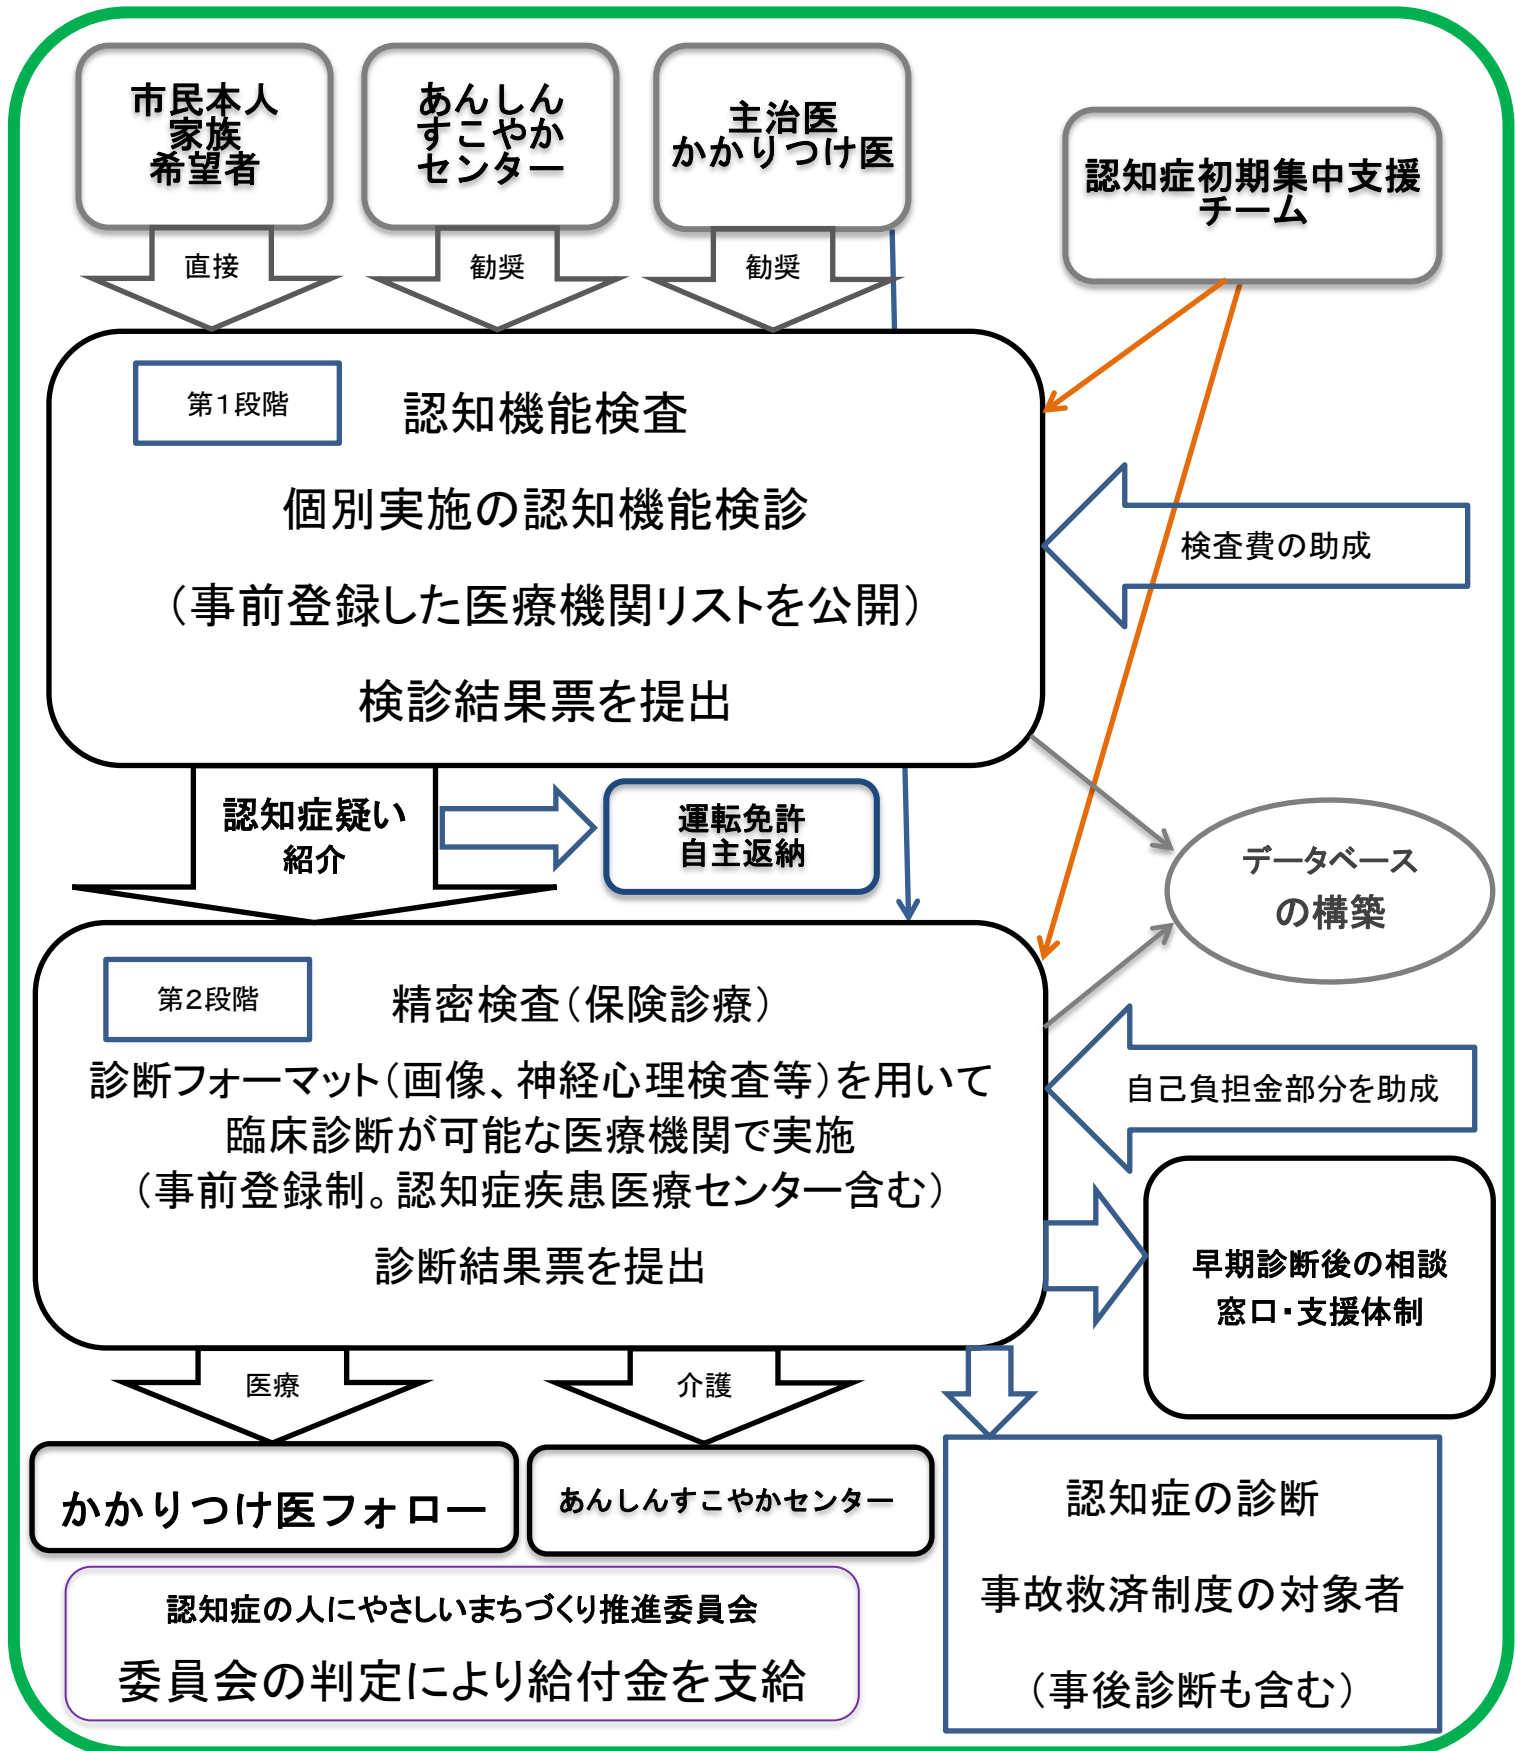 市民本人
家族
希望者
あんしん
すこやか
センター
主治医
かかりつけ医
認知症初期集中支援
チーム
直接
勧奨
勧奨
第1段階
認知機能検査
個別実施の認知機能検診
（事前登録した医療機関リストを公開）
検診結果票を提出
検査費の助成
認知症疑い
紹介
運転免許
自主返納
データベース
の構築
第2段階
精密検査（保険診療）
診断フォーマット（画像、神経心理検査等）を用いて
臨床診断が可能な医療機関で実施
（事前登録制。認知症疾患医療センター含む）
診断結果票を提出
自己負担金部分を助成
早期診断後の相談
窓口・支援体制
医療
介護
かかりつけ医フォロー
あんしんすこやかセンター
認知症の診断
事故救済制度の対象者
（事後診断も含む）
認知症の人にやさしいまちづくり推進委員会
委員会の判定により給付金を支給